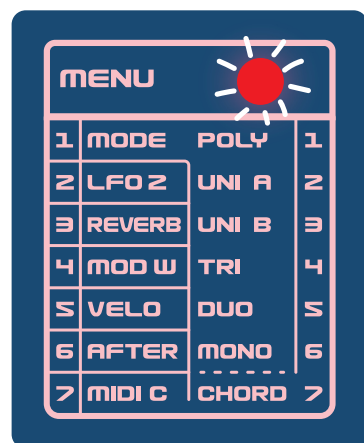 MENU
1 MODE POLY 1
2 LFO 2 UNI A 2
3 REVERB UNI B 3
4 MOD W TRI 4
5 VELO DUO 5
6 AFTER MONO 6
7 MIDI C CHORD 7